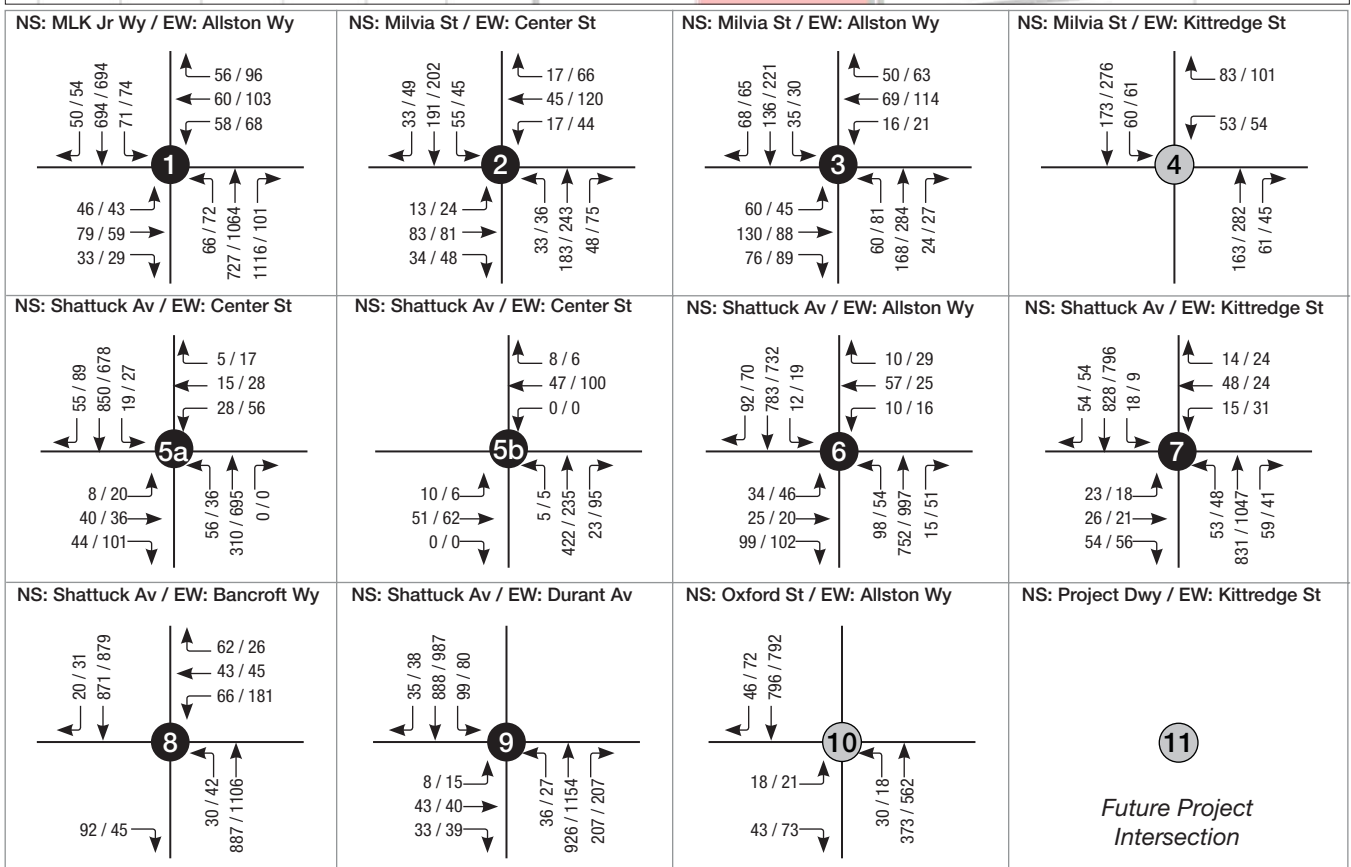 NS: MLK Jr Wy / EW: Allston Wy
50 / 54
694 / 694
71 / 74
56 / 96
60 / 103
58 / 68
1
46 / 43
79 / 59
33 / 29
66 / 72
727 / 1064
1116 / 101
NS: Milvia St / EW: Center St
33 / 49
191 / 202
55 / 45
17 / 66
45 / 120
17 / 44
2
13 / 24
83 / 81
34 / 48
33 / 36
183 / 243
48 / 75
NS: Milvia St / EW: Allston Wy
68 / 65
136 / 221
35 / 30
50 / 63
69 / 114
16 / 21
3
60 / 45
130 / 88
76 / 89
60 / 81
168 / 284
24 / 27
NS: Milvia St / EW: Kittredge St
173 / 276
60 / 61
83 / 101
53 / 54
4
163 / 282
61 / 45
NS: Shattuck Av / EW: Center St
55 / 89
850 / 678
19 / 27
5 / 17
15 / 28
28 / 56
5a
8 / 20
40 / 36
44 / 101
56 / 36
310 / 695
0 / 0
NS: Shattuck Av / EW: Center St
8 / 6
47 / 100
0 / 0
5b
10 / 6
51 / 62
0 / 0
5 / 5
422 / 235
23 / 95
NS: Shattuck Av / EW: Allston Wy
92 / 70
783 / 732
12 / 19
10 / 29
57 / 25
10 / 16
6
34 / 46
25 / 20
99 / 102
98 / 54
752 / 997
15 / 51
NS: Shattuck Av / EW: Kittredge St
54 / 54
828 / 796
18 / 9
14 / 24
48 / 24
15 / 31
7
23 / 18
26 / 21
54 / 56
53 / 48
831 / 1047
59 / 41
NS: Shattuck Av / EW: Bancroft Wy
20 / 31
871 / 879
62 / 26
43 / 45
66 / 181
8
92 / 45
30 / 42
887 / 1106
NS: Shattuck Av / EW: Durant Av
35 / 38
888 / 987
99 / 80
9
8 / 15
43 / 40
33 / 39
36 / 27
926 / 1154
207 / 207
NS: Oxford St / EW: Allston Wy
46 / 72
796 / 792
10
18 / 21
43 / 73
30 / 18
373 / 562
NS: Project Dwy / EW: Kittredge St
11
Future Project
Intersection